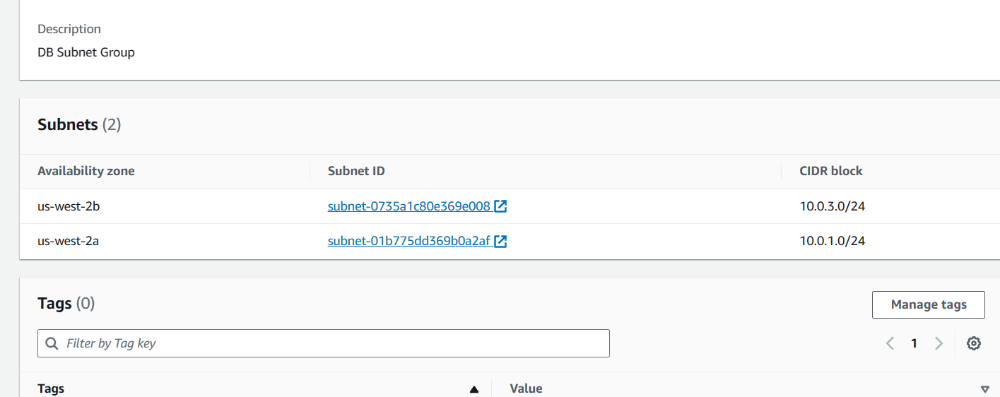 Description
DB Subnet Group
Subnets (2)
Availability zone Subnet ID CIDR block
us-west-2b subnet-0735a1c80e369e008 10.0.3.0/24
us-west-2a subnet-01b775dd369b0a2af 10.0.1.0/24
Tags (0) Manage tags
Filter by Tag key 1
Tags Value